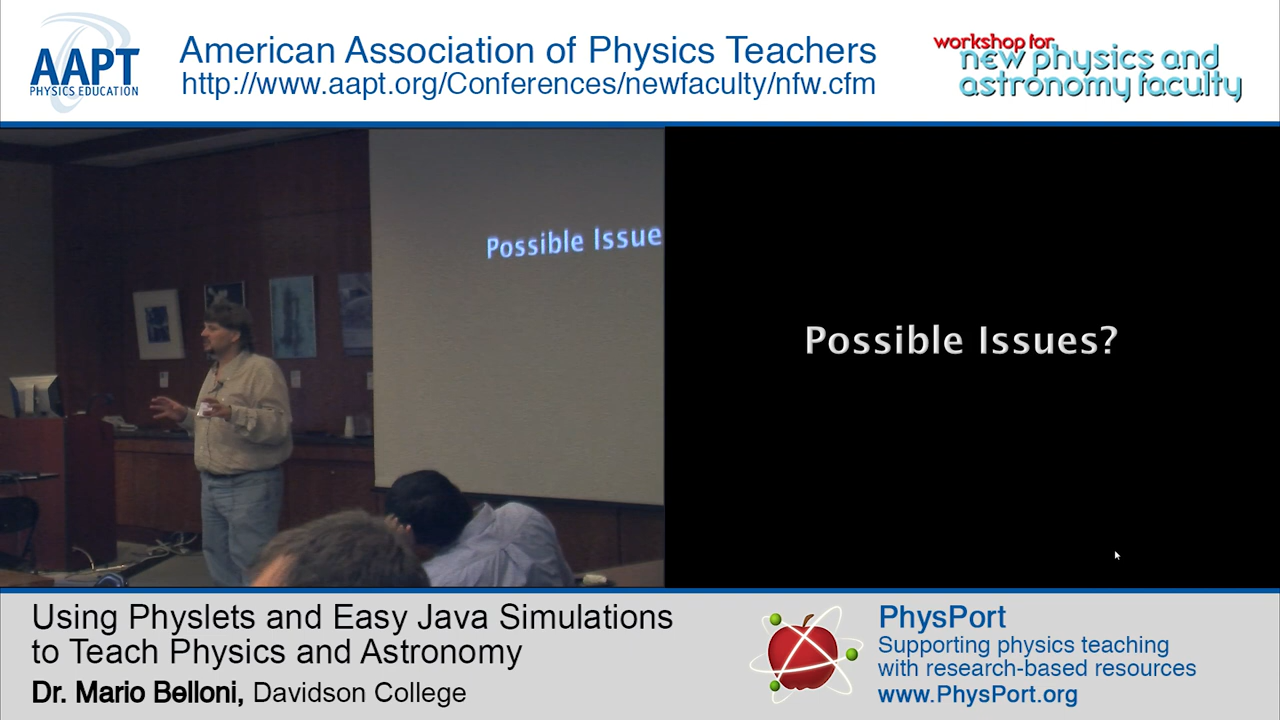 AAPT
PHYSICS EDUCATION
American Association of Physics Teachers
http://www.aapt.org/Conferences/newfaculty/nfw.cfm
workshop for
new physics and
astronomy faculty
Possible Issue
Possible Issues?
Using Physlets and Easy Java Simulations
to Teach Physics and Astronomy
Dr. Mario Belloni, Davidson College
PhysPort
Supporting physics teaching
with research-based resources
www.PhysPort.org